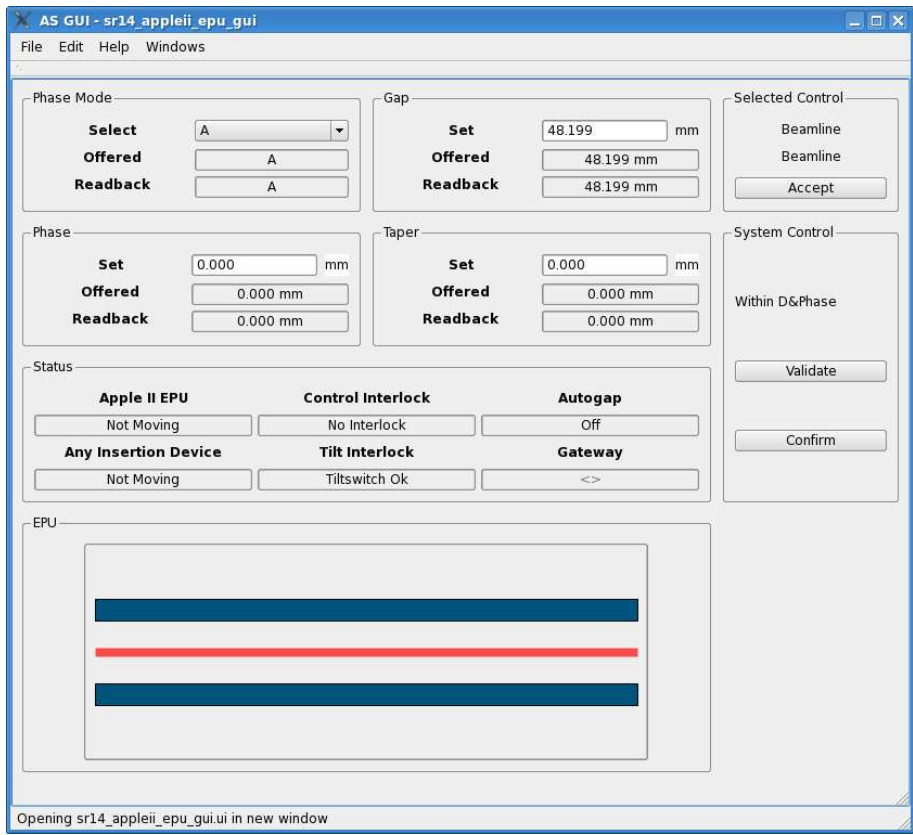 AS GUI - sr14_appleii_epu_gui
File Edit Help Windows
Phase Mode
Select A
Offered A
Readback A
Gap
Set 48.199 mm
Offered 48.199 mm
Readback 48.199 mm
Selected Control
Beamline
Beamline
Accept
Phase
Set 0.000 mm
Offered 0.000 mm
Readback 0.000 mm
Taper
Set 0.000 mm
Offered 0.000 mm
Readback 0.000 mm
System Control
Within D&Phase
Validate
Confirm
Status
Apple II EPU Control Interlock Autogap
Not Moving No Interlock Off
Any Insertion Device Tilt Interlock Gateway
Not Moving Tiltswitch Ok <>
EPU
Opening sr14_appleii_epu_gui.ui in new window